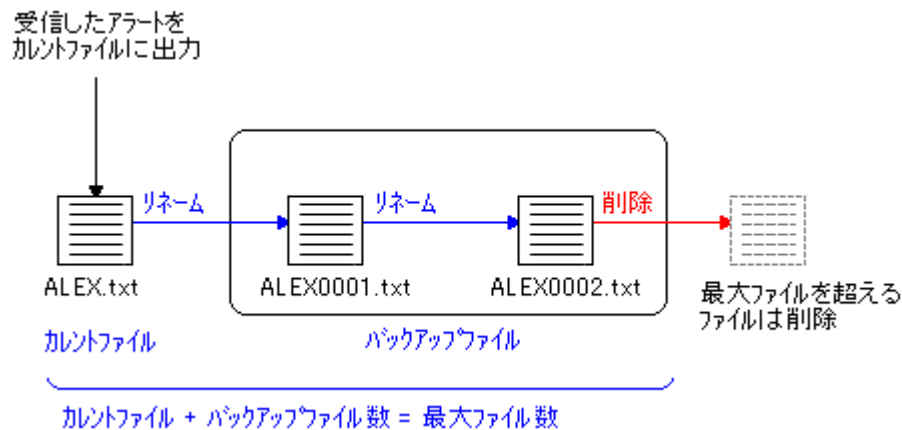 受信したアラートを
カレントファイルに出力
リネーム
リネーム
削除
ALEX.txt
ALEX0001.txt
ALEX0002.txt
最大ファイルを超える
ファイルは削除
カレントファイル
バックアップファイル
カレントファイル + バックアップファイル数 = 最大ファイル数